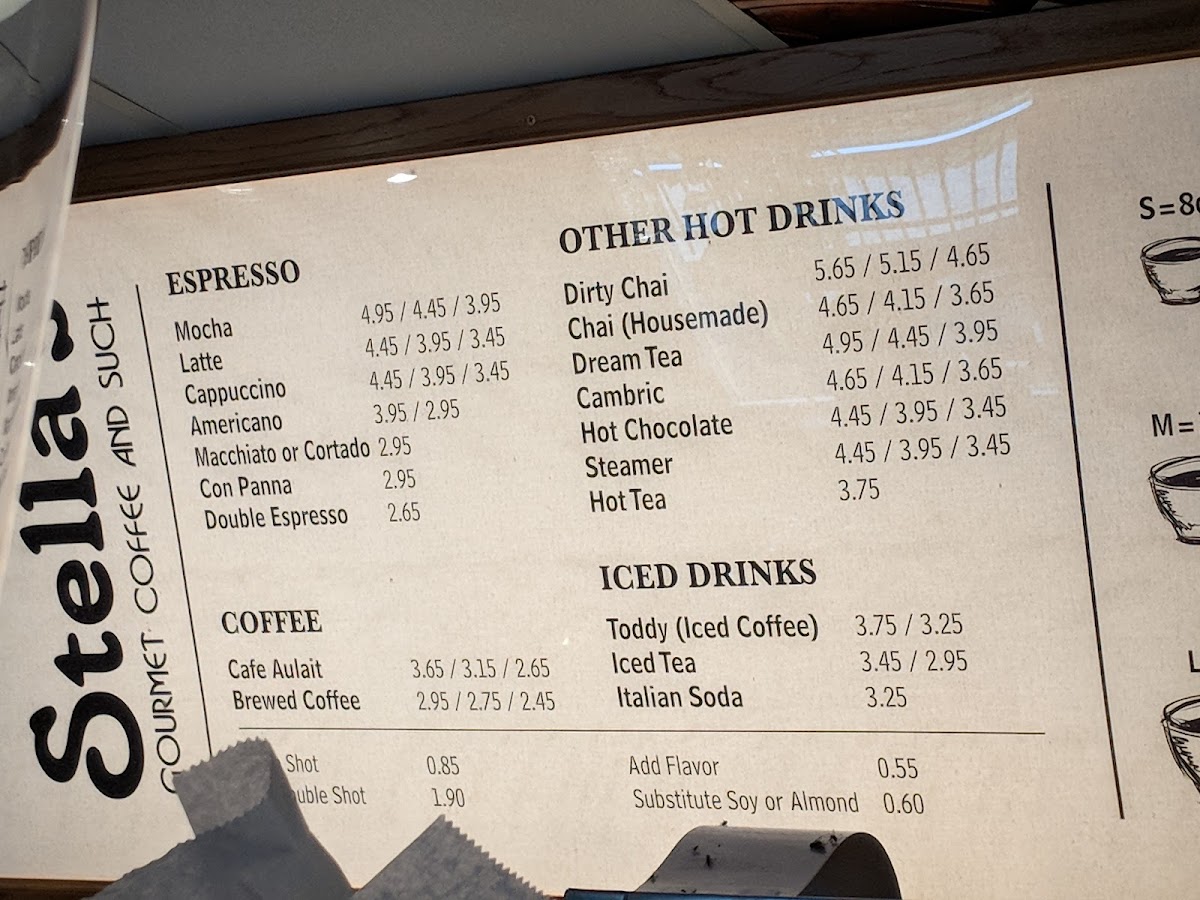 Stella's
GOURMET COFFEE AND SUCH
ESPRESSO
Mocha 4.95 / 4.45 / 3.95
Latte 4.45 / 3.95 / 3.45
Cappuccino 4.45 / 3.95 / 3.45
Americano 3.95 / 2.95
Macchiato or Cortado 2.95
Con Panna 2.95
Double Espresso 2.65
COFFEE
Cafe Aulait 3.65 / 3.15 / 2.65
Brewed Coffee 2.95 / 2.75 / 2.45
Shot 0.85
uble Shot 1.90
OTHER HOT DRINKS
Dirty Chai 5.65 / 5.15 / 4.65
Chai (Housemade) 4.65 / 4.15 / 3.65
Dream Tea 4.95 / 4.45 / 3.95
Cambric 4.65 / 4.15 / 3.65
Hot Chocolate 4.45 / 3.95 / 3.45
Steamer 4.45 / 3.95 / 3.45
Hot Tea 3.75
ICED DRINKS
Toddy (Iced Coffee) 3.75 / 3.25
Iced Tea 3.45 / 2.95
Italian Soda 3.25
Add Flavor 0.55
Substitute Soy or Almond 0.60
S=8
M=
L